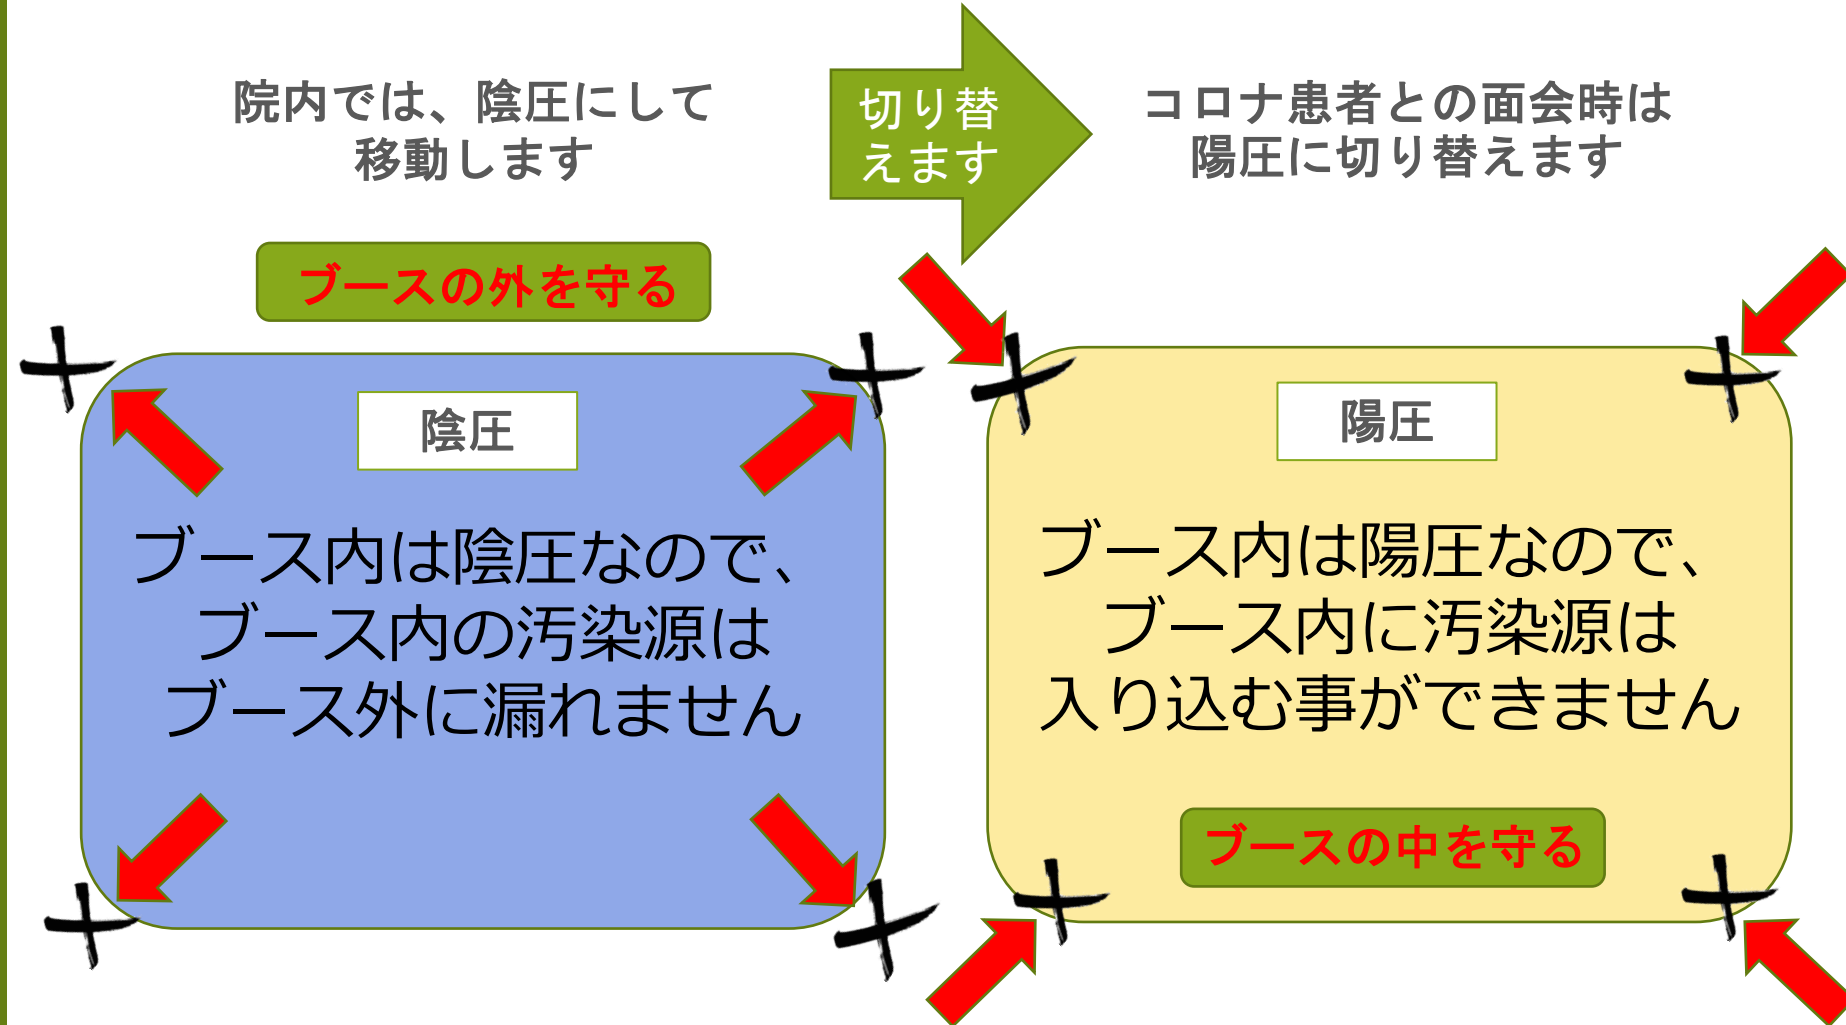 院内では、陰圧にして
移動します
切り替
えます
コロナ患者との面会時は
陽圧に切り替えます
ブースの外を守る
陰圧
ブース内は陰圧なので、
ブース内の汚染源は
ブース外に漏れません
陽圧
ブース内は陽圧なので、
ブース内に汚染源は
入り込む事ができません
ブースの中を守る